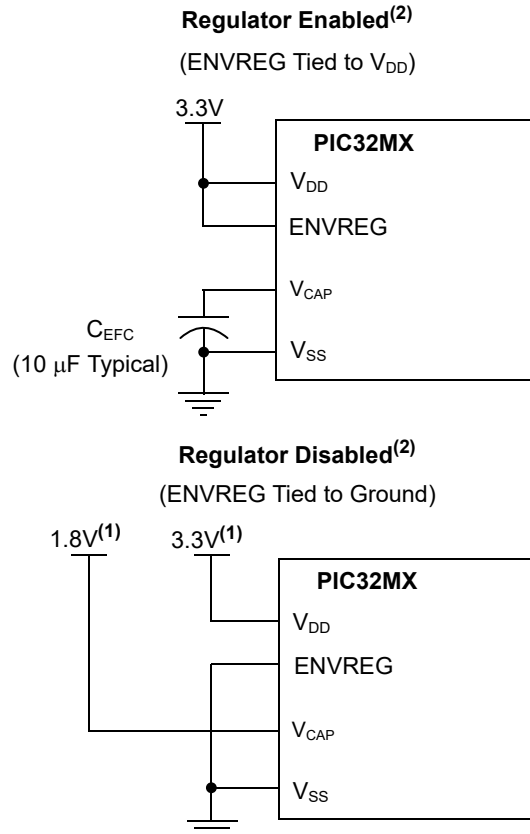 Regulator Enabled(2)
(ENVREG Tied to VDD)
3.3V
PIC32MX
VDD
ENVREG
VCAP
CEFC
(10 μF Typical)
VSS
Regulator Disabled(2)
(ENVREG Tied to Ground)
1.8V(1) 3.3V(1)
PIC32MX
VDD
ENVREG
VCAP
VSS